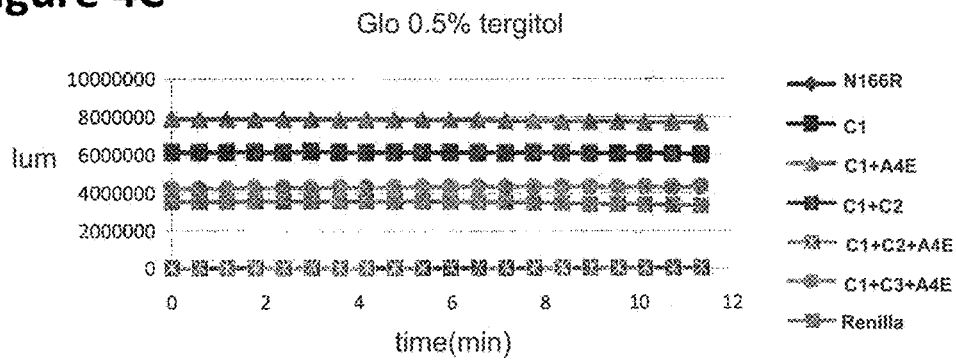 Figure 4C
Glo 0.5% tergitol
10000000
8000000
6000000
4000000
2000000
0
lum
0 2 4 6 8 10 12
time(min)
N166R
C1
C1+A4E
C1+C2
C1+C2+A4E
C1+C3+A4E
Renilla